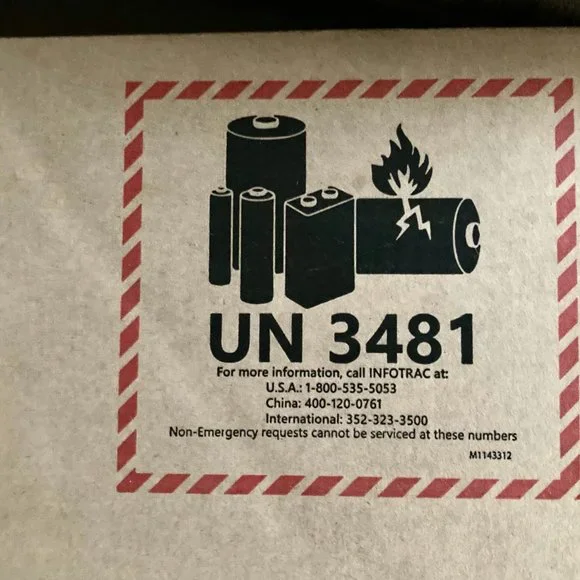 UN 3481
For more information, call INFOTRAC at:
U.S.A.: 1-800-535-5053
China: 400-120-0761
International: 352-323-3500
Non-Emergency requests cannot be serviced at these numbers
M1143312